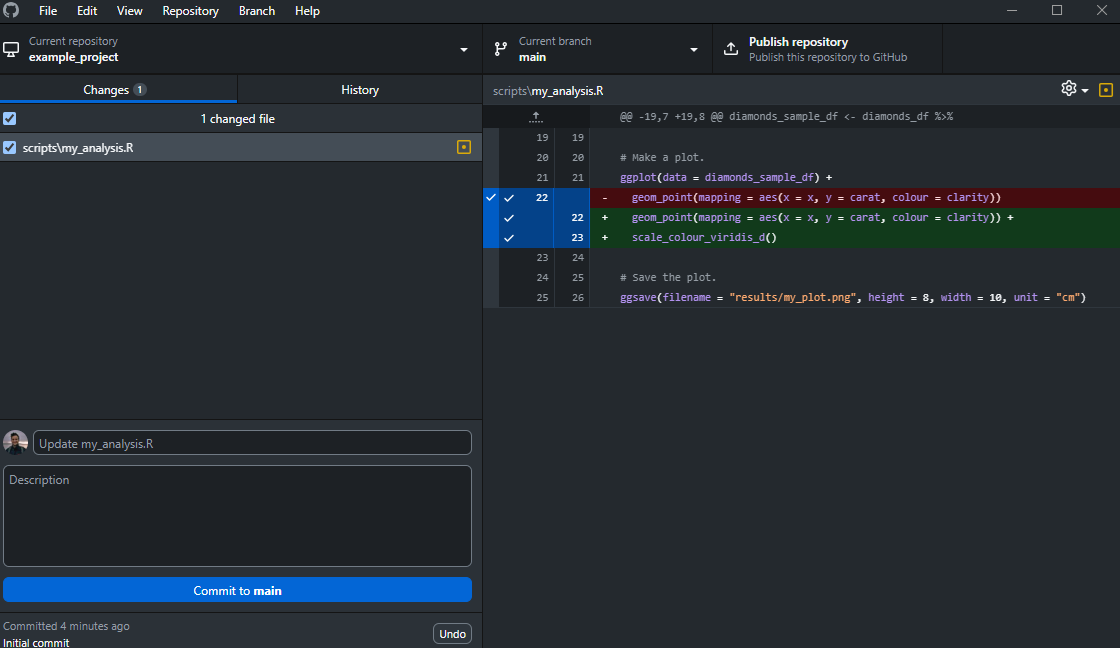 File Edit View Repository Branch Help
Current repository
example_project
Current branch
main
Publish repository
Publish this repository to GitHub
Changes 1
History
1 changed file
scripts\my_analysis.R
Update my_analysis.R
Description
Commit to main
Committed 4 minutes ago
Initial commit
Undo
scripts\my_analysis.R
@@ -19,7 +19,8 @@ diamonds_sample_df <- diamonds_df %>%
19 19
20 20 # Make a plot.
21 21 ggplot(data = diamonds_sample_df) +
22 - geom_point(mapping = aes(x = x, y = carat, colour = clarity))
22 + geom_point(mapping = aes(x = x, y = carat, colour = clarity)) +
23 + scale_colour_viridis_d()
23 24
24 25 # Save the plot.
25 26 ggsave(filename = "results/my_plot.png", height = 8, width = 10, unit = "cm")